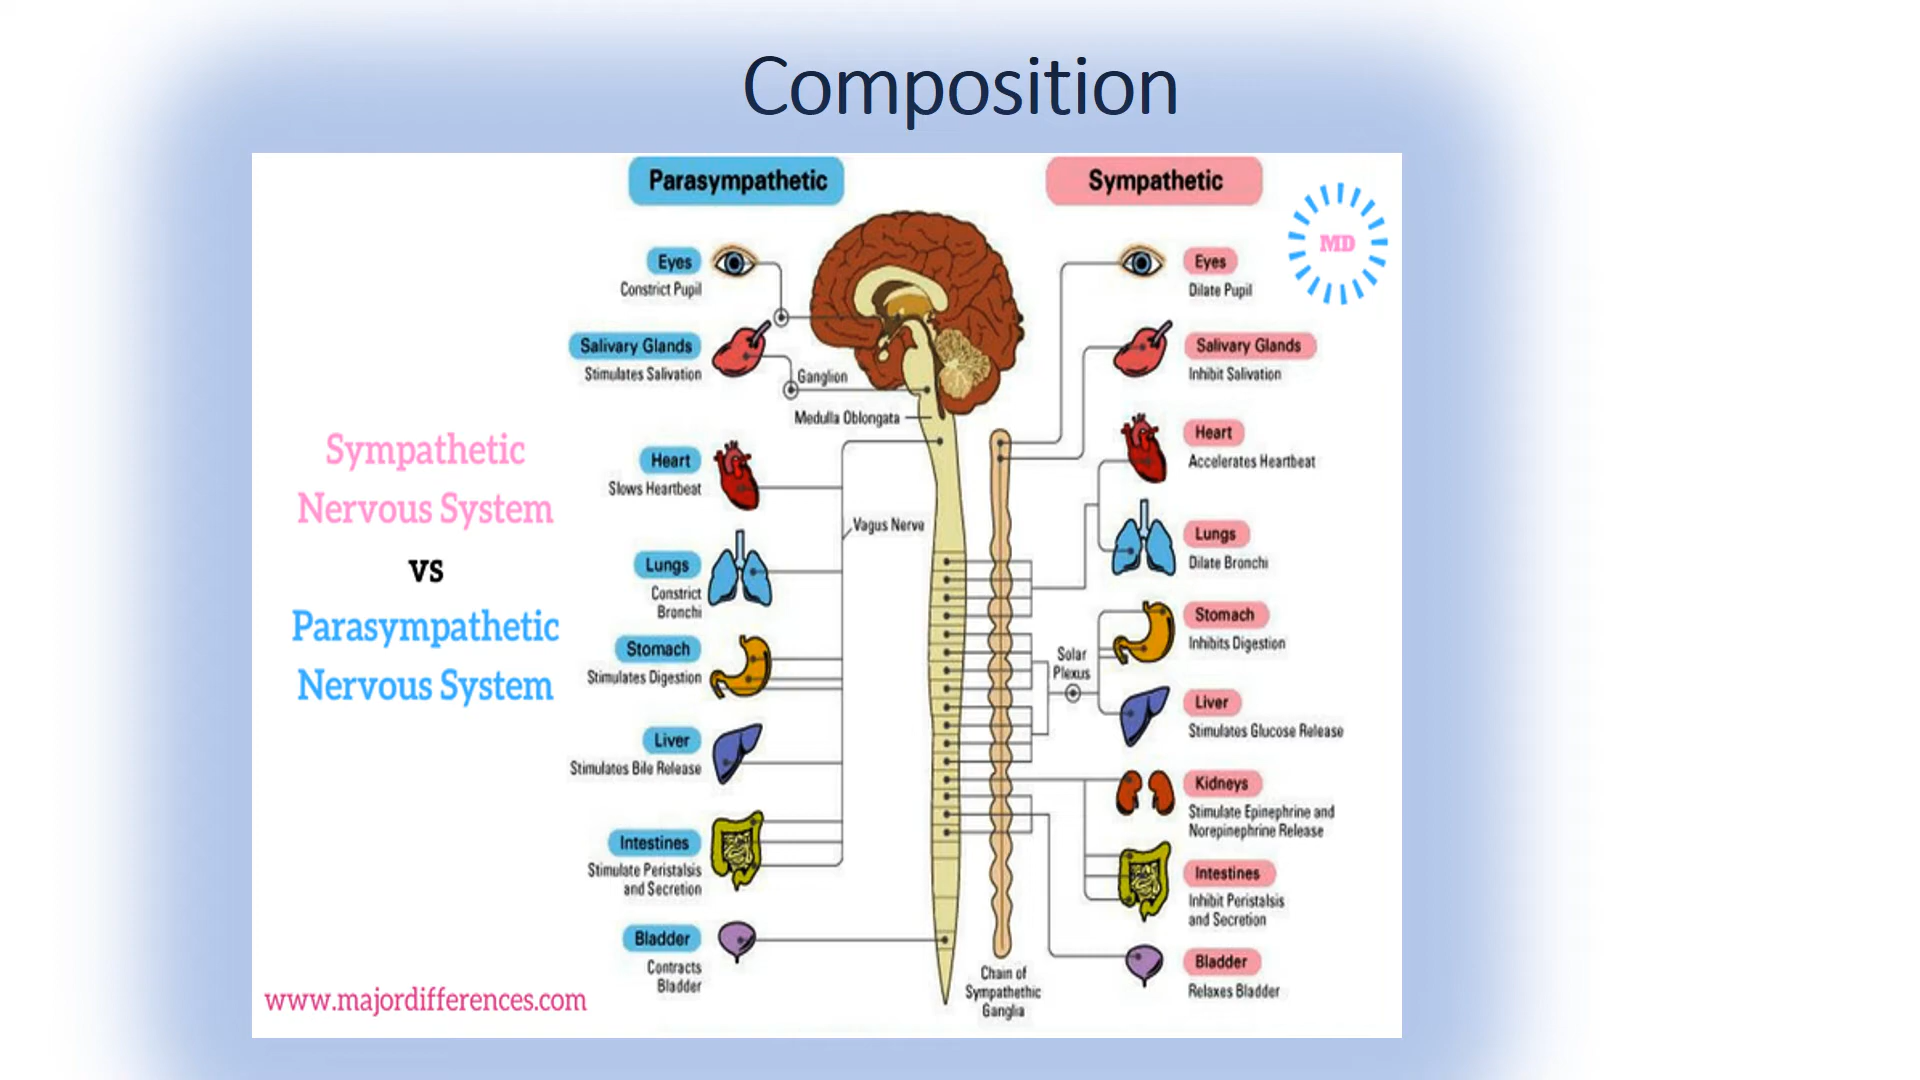 Composition
Parasympathetic
Sympathetic
MD
Sympathetic
Nervous System
vs
Parasympathetic
Nervous System
www.majordifferences.com
Eyes
Constrict Pupil
Salivary Glands
Stimulates Salivation
Heart
Slows Heartbeat
Lungs
Constrict
Bronchi
Stomach
Stimulates Digestion
Liver
Stimulates Bile Release
Intestines
Stimulate Peristalsis
and Secretion
Bladder
Contracts
Bladder
Ganglion
Medulla Oblongata
Vagus Nerve
Solar
Plexus
Chain of
Sympathethic
Ganglia
Eyes
Dilate Pupil
Salivary Glands
Inhibit Salivation
Heart
Accelerates Heartbeat
Lungs
Dilate Bronchi
Stomach
Inhibits Digestion
Liver
Stimulates Glucose Release
Kidneys
Stimulate Epinephrine and
Norepinephrine Release
Intestines
Inhibit Peristalsis
and Secretion
Bladder
Relaxes Bladder